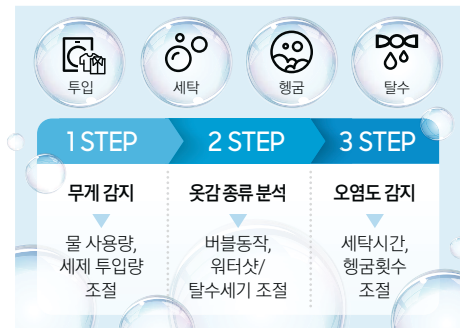 투입
세탁
헹굼
탈수
1 STEP
2 STEP
3 STEP
무게 감지
옷감 종류 분석
오염도 감지
물 사용량,
세제 투입량
조절
버블동작,
워터샷/
탈수세기 조절
세탁시간,
헹굼횟수
조절